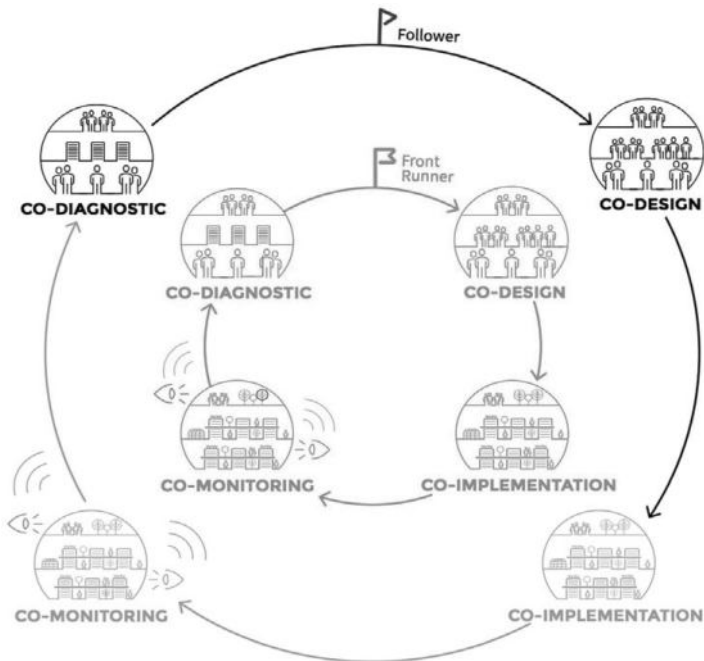 Follower
Front
Runner
CO-DIAGNOSTIC
CO-DESIGN
CO-DIAGNOSTIC
CO-DESIGN
CO-MONITORING
CO-IMPLEMENTATION
CO-MONITORING
CO-IMPLEMENTATION